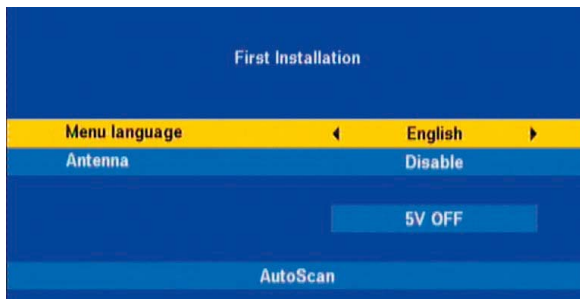 First Installation
Menu language English
Antenna Disable
5V OFF
AutoScan